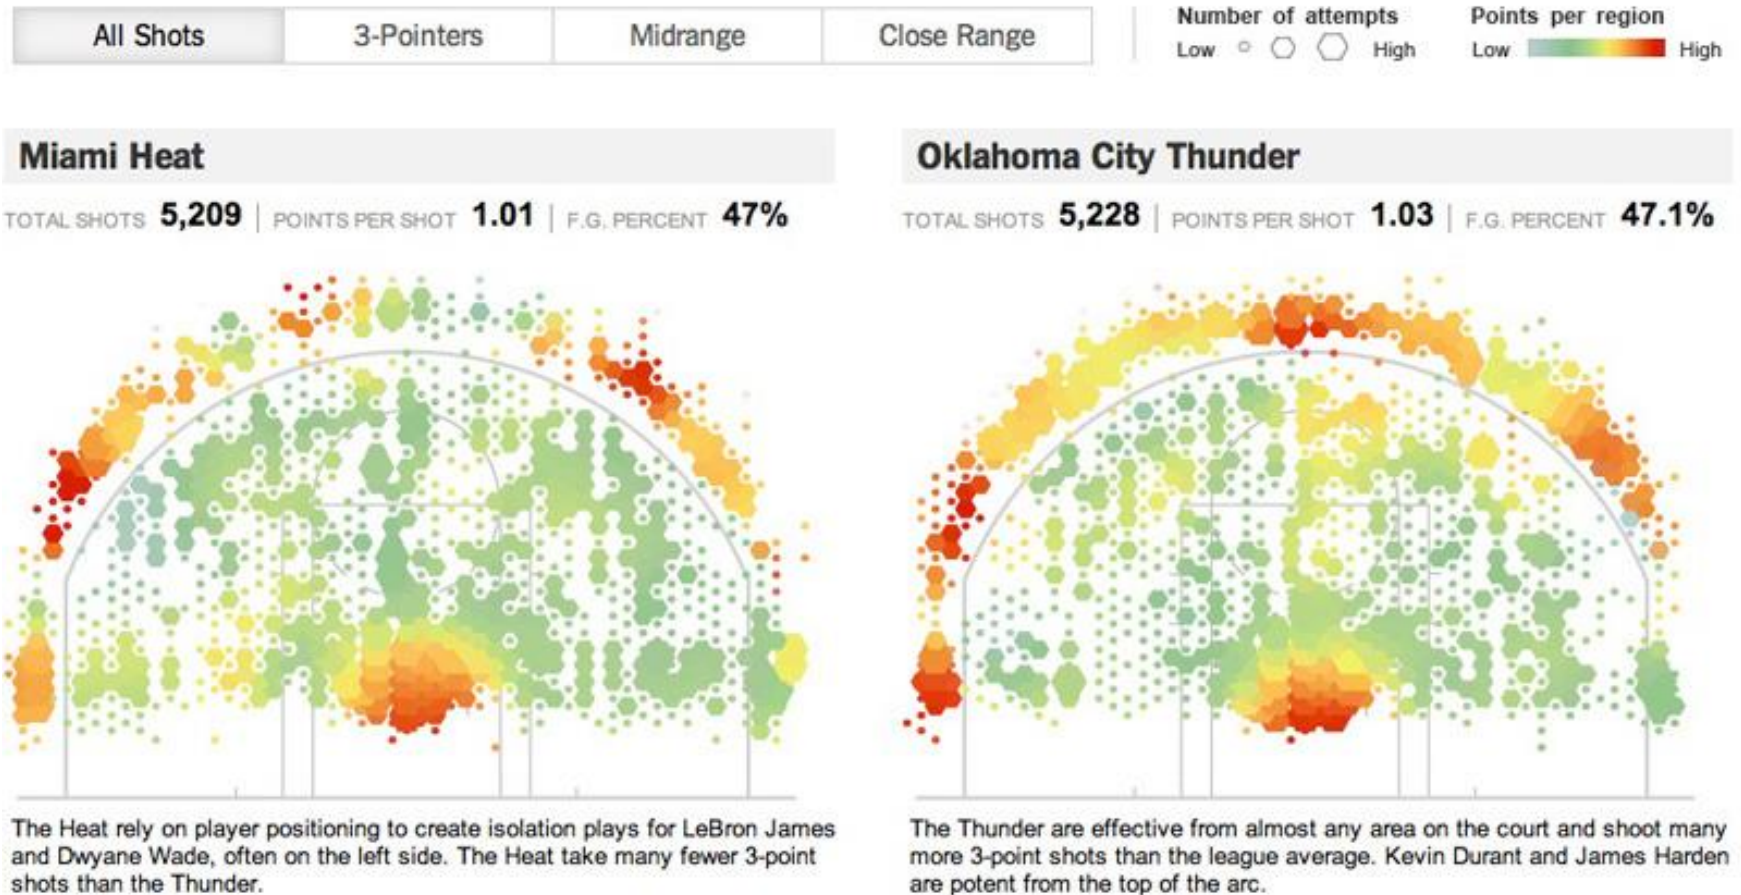 All Shots 3-Pointers Midrange Close Range
Number of attempts
Low High
Points per region
Low High
Miami Heat
TOTAL SHOTS 5,209 | POINTS PER SHOT 1.01 | F.G. PERCENT 47%
The Heat rely on player positioning to create isolation plays for LeBron James
and Dwyane Wade, often on the left side. The Heat take many fewer 3-point
shots than the Thunder.
Oklahoma City Thunder
TOTAL SHOTS 5,228 | POINTS PER SHOT 1.03 | F.G. PERCENT 47.1%
The Thunder are effective from almost any area on the court and shoot many
more 3-point shots than the league average. Kevin Durant and James Harden
are potent from the top of the arc.